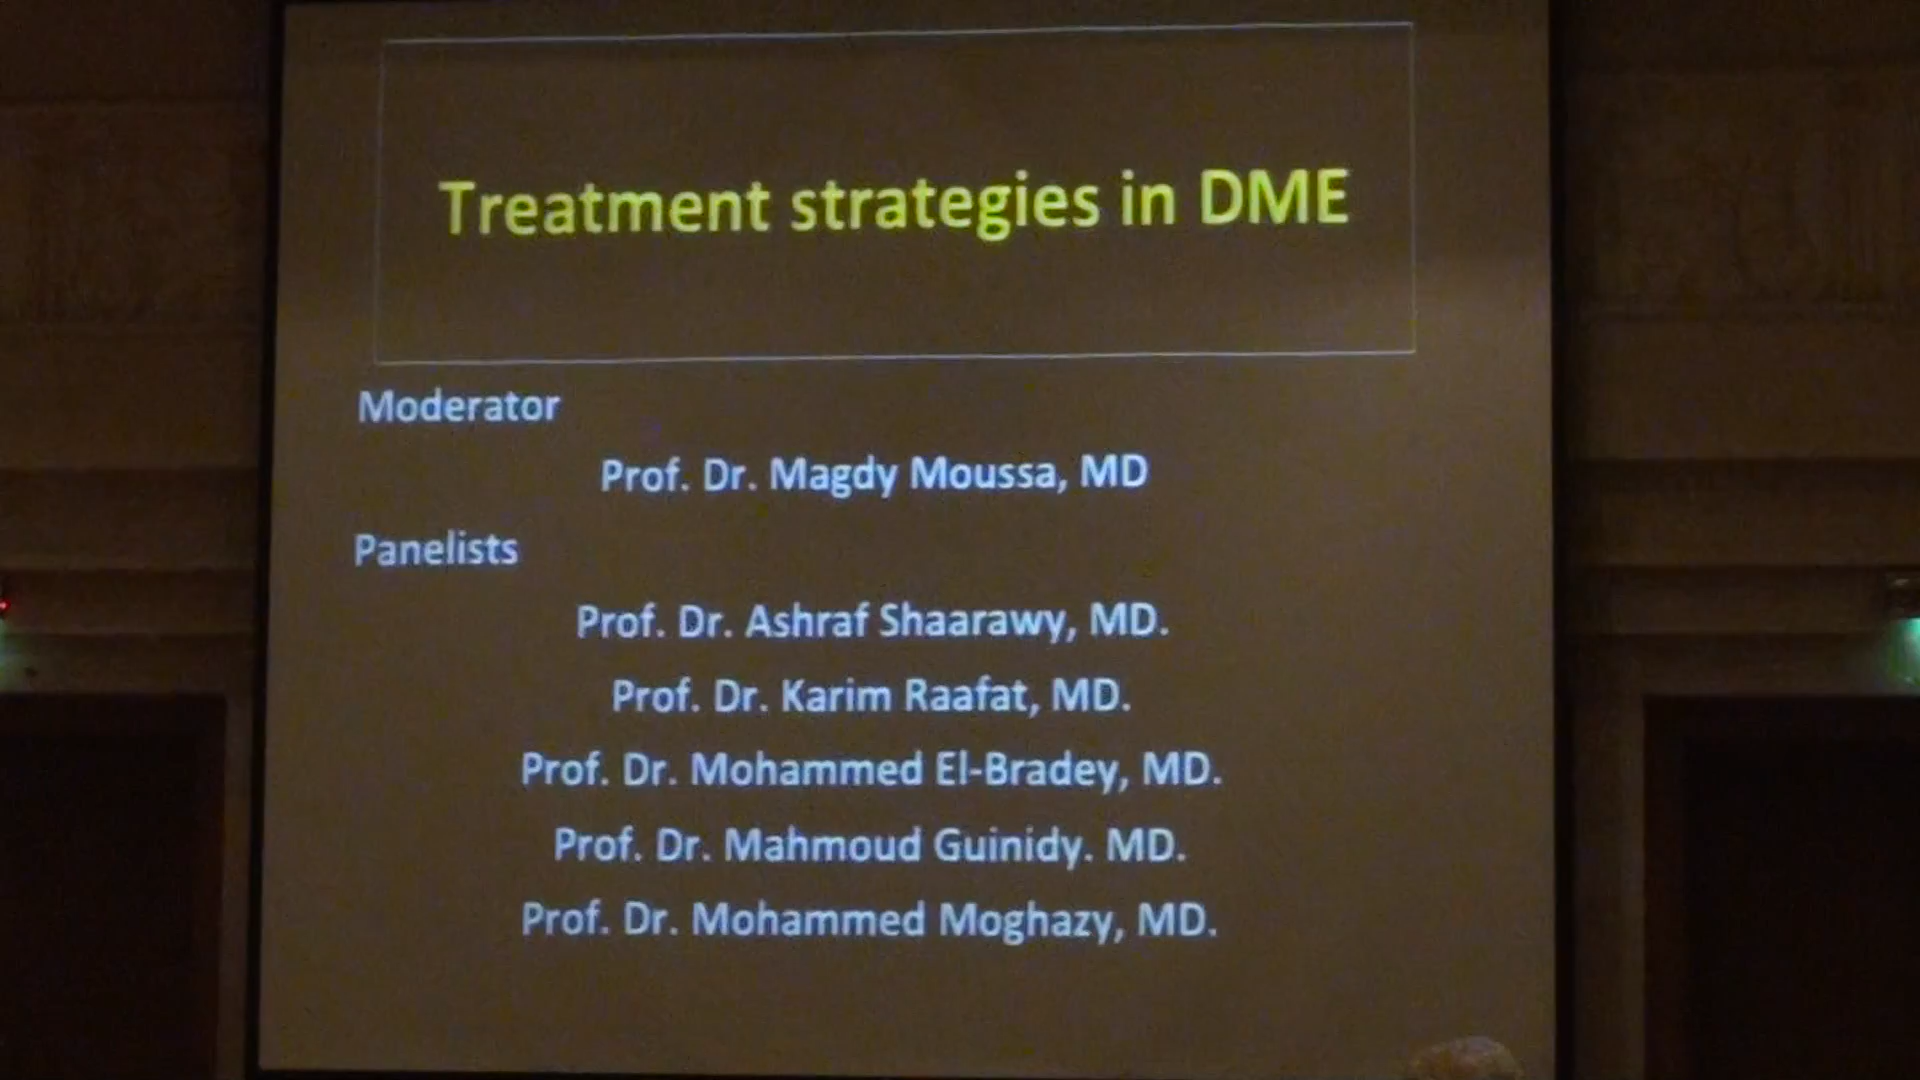 Treatment strategies in DME
Moderator
Prof. Dr. Magdy Moussa, MD
Panelists
Prof. Dr. Ashraf Shaarawy, MD.
Prof. Dr. Karim Raafat, MD.
Prof. Dr. Mohammed El-Bradey, MD.
Prof. Dr. Mahmoud Guinidy. MD.
Prof. Dr. Mohammed Moghazy, MD.